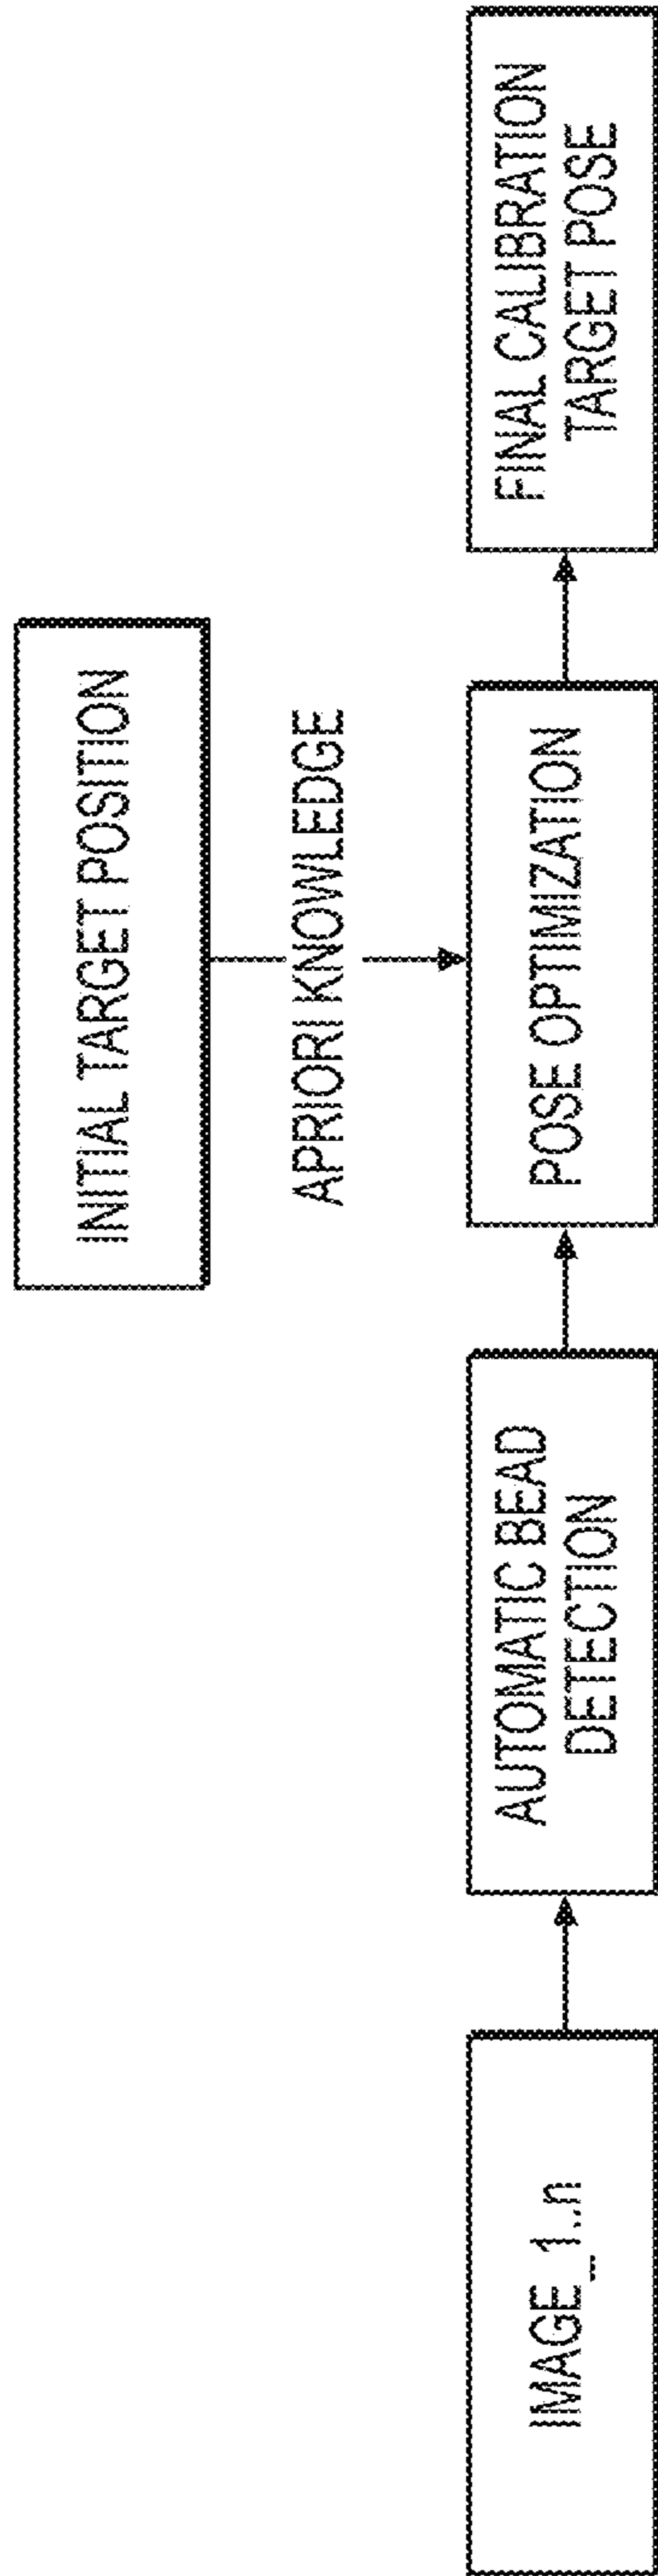 INITIAL TARGET POSITION
APRIORI KNOWLEDGE
IMAGE_1..n
AUTOMATIC BEAD
DETECTION
POSE OPTIMIZATION
FINAL CALIBRATION
TARGET POSE